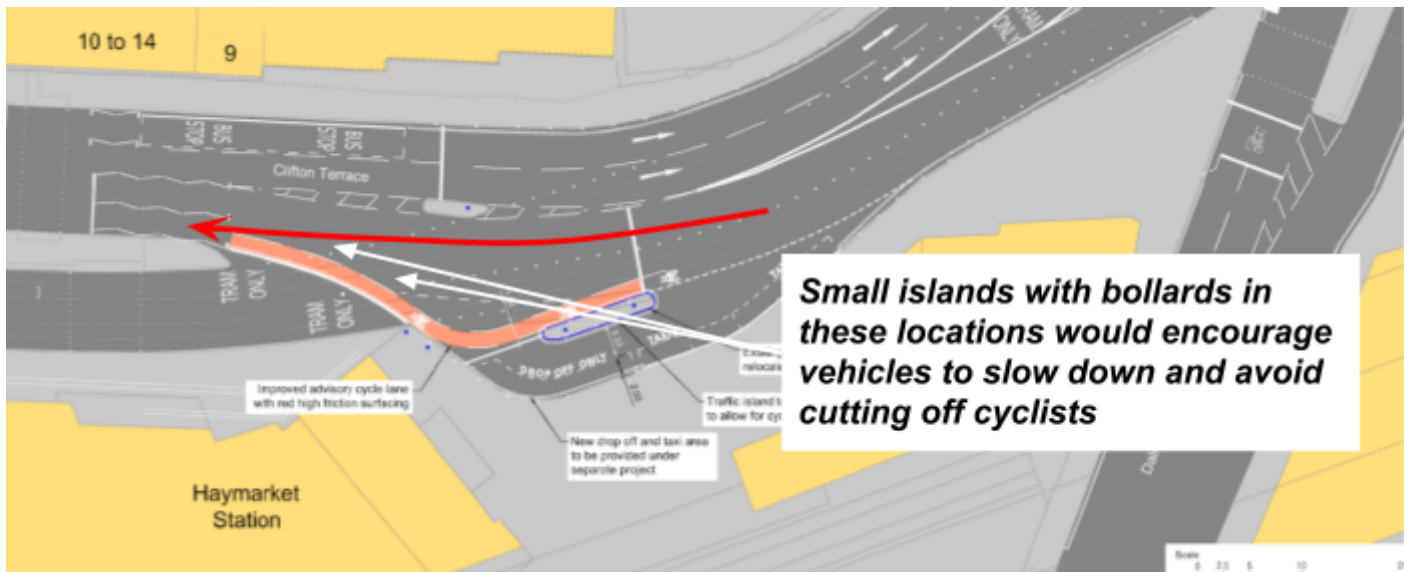 10 to 14
9
BUS STOP
BUS STOP
Clifton Terrace
TRAM ONLY
TRAM
ONLY
TRAM
ONLY
Small islands with bollards in
these locations would encourage
vehicles to slow down and avoid
cutting off cyclists
DROP OFF ONLY
Improved advisory cycle lane
with red high friction surfacing
Traffic island
to allow for
New drop off and taxi area
to be provided under
separate project
Haymarket
Station
Scale
0 2.5 5 10